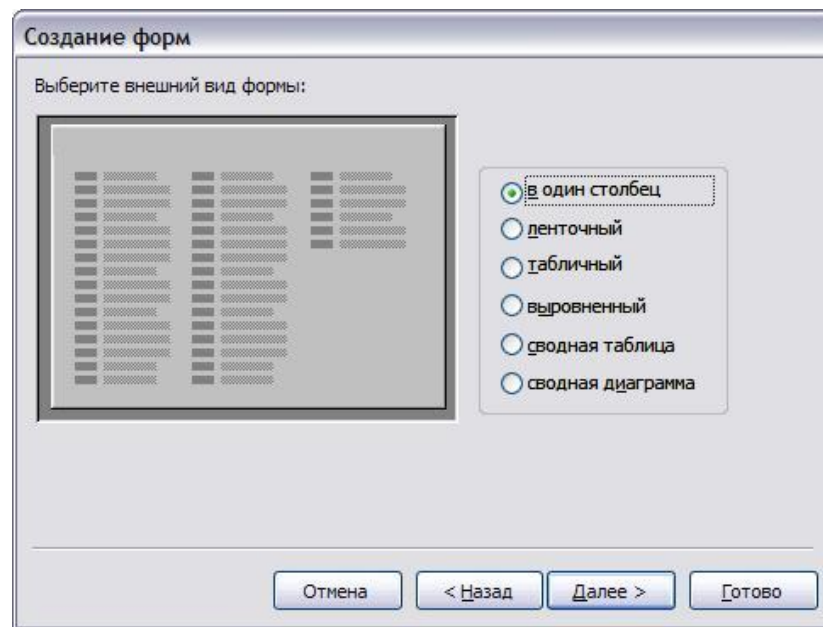 Создание форм
Выберите внешний вид формы:
в один столбец
ленточный
табличный
выровненный
сводная таблица
сводная диаграмма
Отмена
< Назад
Далее >
Готово